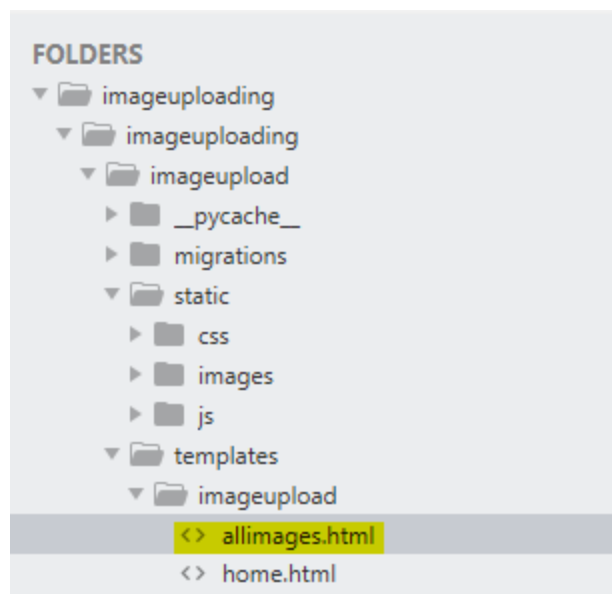 FOLDERS
imageuploading
imageuploading
imageupload
__pycache__
migrations
static
css
images
js
templates
imageupload
<> allimages.html
<> home.html